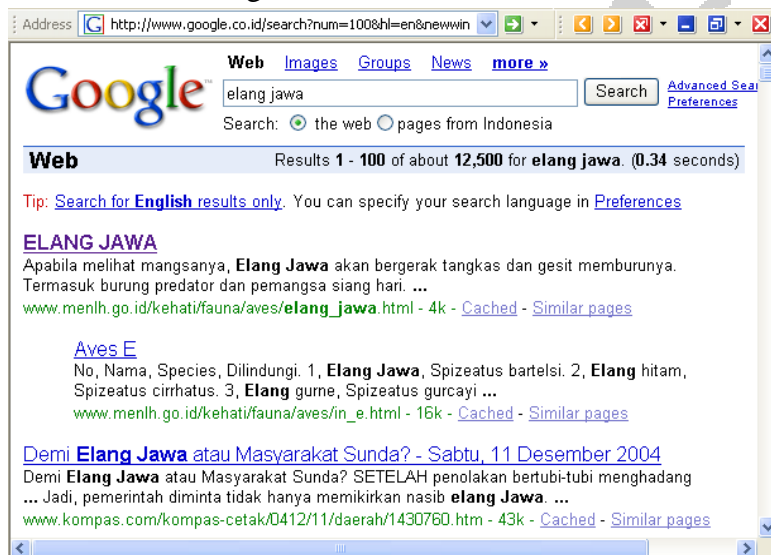 Address http://www.google.co.id/search?num=100&hl=en&newwin
Web Images Groups News more »
Google™
elang jawa Search Advanced Sear
Preferences
Search: the web pages from Indonesia
Web Results 1 - 100 of about 12,500 for elang jawa. (0.34 seconds)
Tip: Search for English results only. You can specify your search language in Preferences
ELANG JAWA
Apabila melihat mangsanya, Elang Jawa akan bergerak tangkas dan gesit memburunya.
Termasuk burung predator dan pemangsa siang hari. ...
www.menlh.go.id/kehati/fauna/aves/elang_jawa.html - 4k - Cached - Similar pages
Aves E
No, Nama, Species, Dilindungi. 1, Elang Jawa, Spizeatus bartelsi. 2, Elang hitam,
Spizeatus cirrhatus. 3, Elang gurne, Spizeatus gurcayi ...
www.menlh.go.id/kehati/fauna/aves/in_e.html - 16k - Cached - Similar pages
Demi Elang Jawa atau Masyarakat Sunda? - Sabtu, 11 Desember 2004
Demi Elang Jawa atau Masyarakat Sunda? SETELAH penolakan bertubi-tubi menghadang
... Jadi, pemerintah diminta tidak hanya memikirkan nasib elang Jawa. ...
www.kompas.com/kompas-cetak/0412/11/daerah/1430760.htm - 43k - Cached - Similar pages